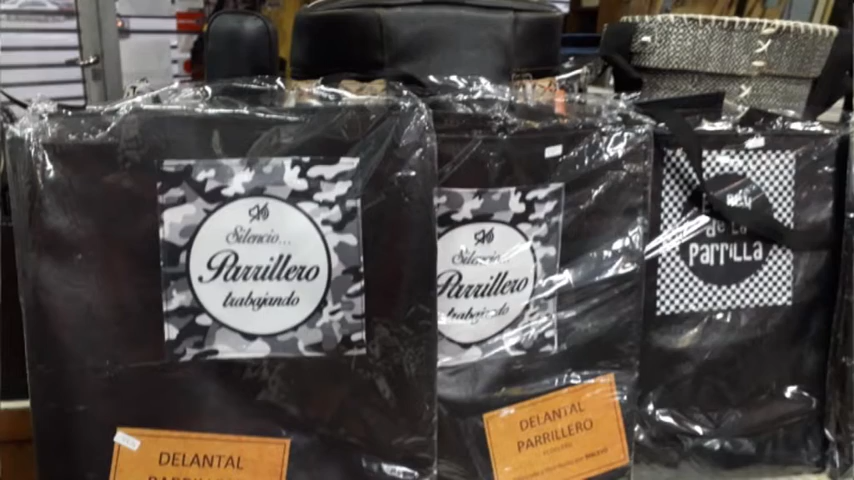 Silencio...
Parrillero
trabajando
DELANTAL
Silencio...
Parrillero
trabajando
DELANTAL
PARRILLERO
de la
Parrilla